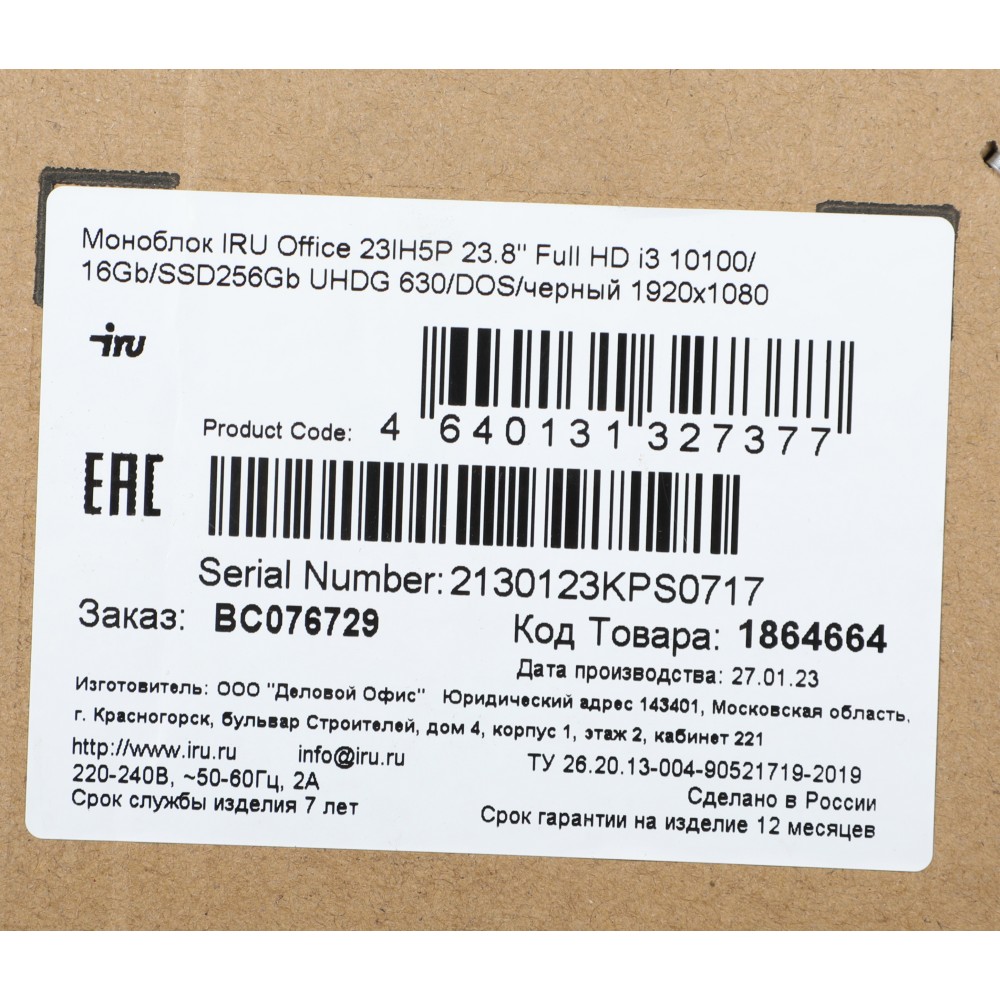 Моноблок IRU Office 23IH5P 23.8" Full HD i3 10100/
16Gb/SSD256Gb UHDG 630/DOS/черный 1920x1080
iru
Product Code: 4 640131 327377
EAC
Serial Number: 2130123KPS0717
Заказ: BC076729
Код Товара: 1864664
Дата производства: 27.01.23
Изготовитель: ООО "Деловой Офис" Юридический адрес 143401, Московская область,
г. Красногорск, бульвар Строителей, дом 4, корпус 1, этаж 2, кабинет 221
http://www.iru.ru info@iru.ru
ТУ 26.20.13-004-90521719-2019
220-240В, ~50-60Гц, 2А
Сделано в России
Срок службы изделия 7 лет
Срок гарантии на изделие 12 месяцев